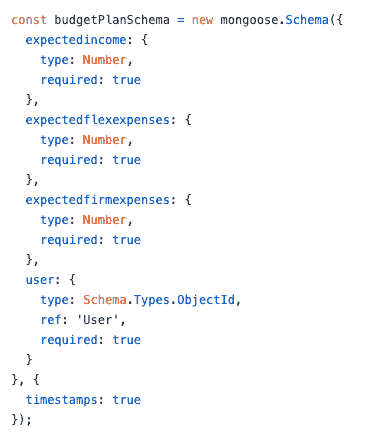 const budgetPlanSchema = new mongoose.Schema({
  expectedincome: {
    type: Number,
    required: true
  },
  expectedflexexpenses: {
    type: Number,
    required: true
  },
  expectedfirmexpenses: {
    type: Number,
    required: true
  },
  user: {
    type: Schema.Types.ObjectId,
    ref: 'User',
    required: true
  }
}, {
  timestamps: true
});